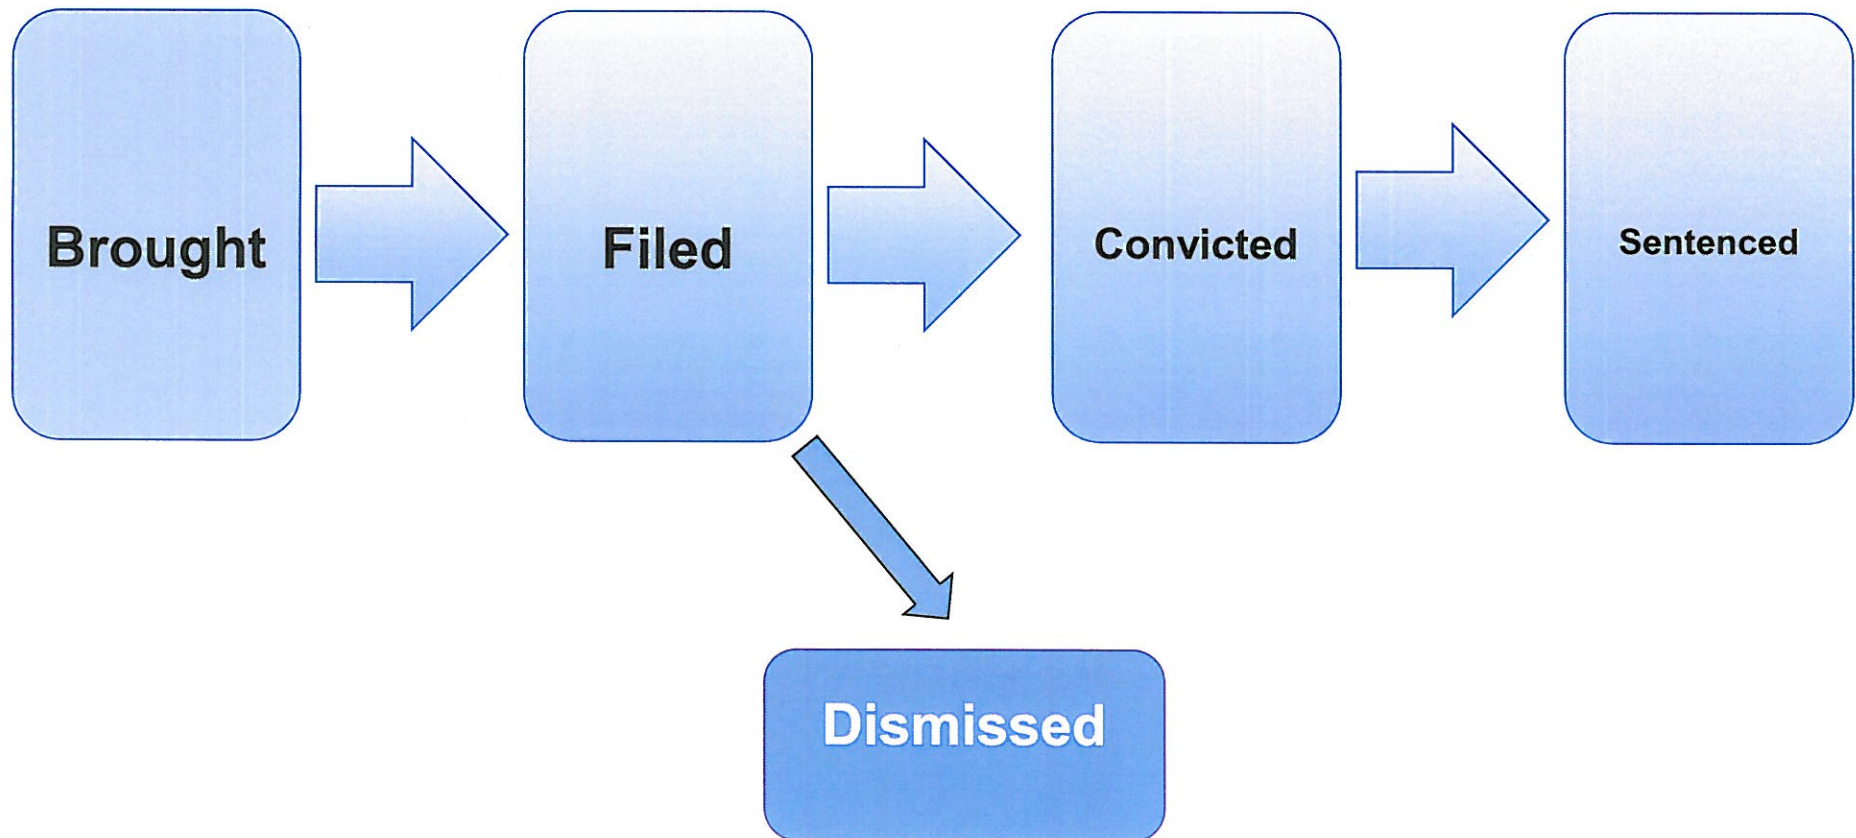 Brought
Filed
Convicted
Sentenced
Dismissed